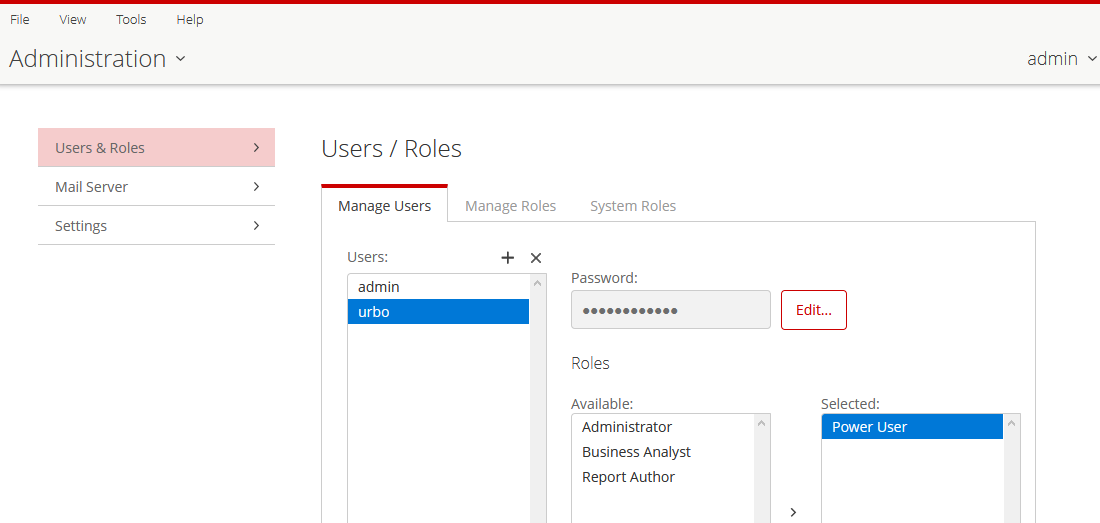 File View Tools Help
Administration
admin
Users & Roles
Mail Server
Settings
Users / Roles
Manage Users Manage Roles System Roles
Users:
admin
urbo
Password:
●●●●●●●●●●●●
Edit...
Roles
Available:
Administrator
Business Analyst
Report Author
Selected:
Power User